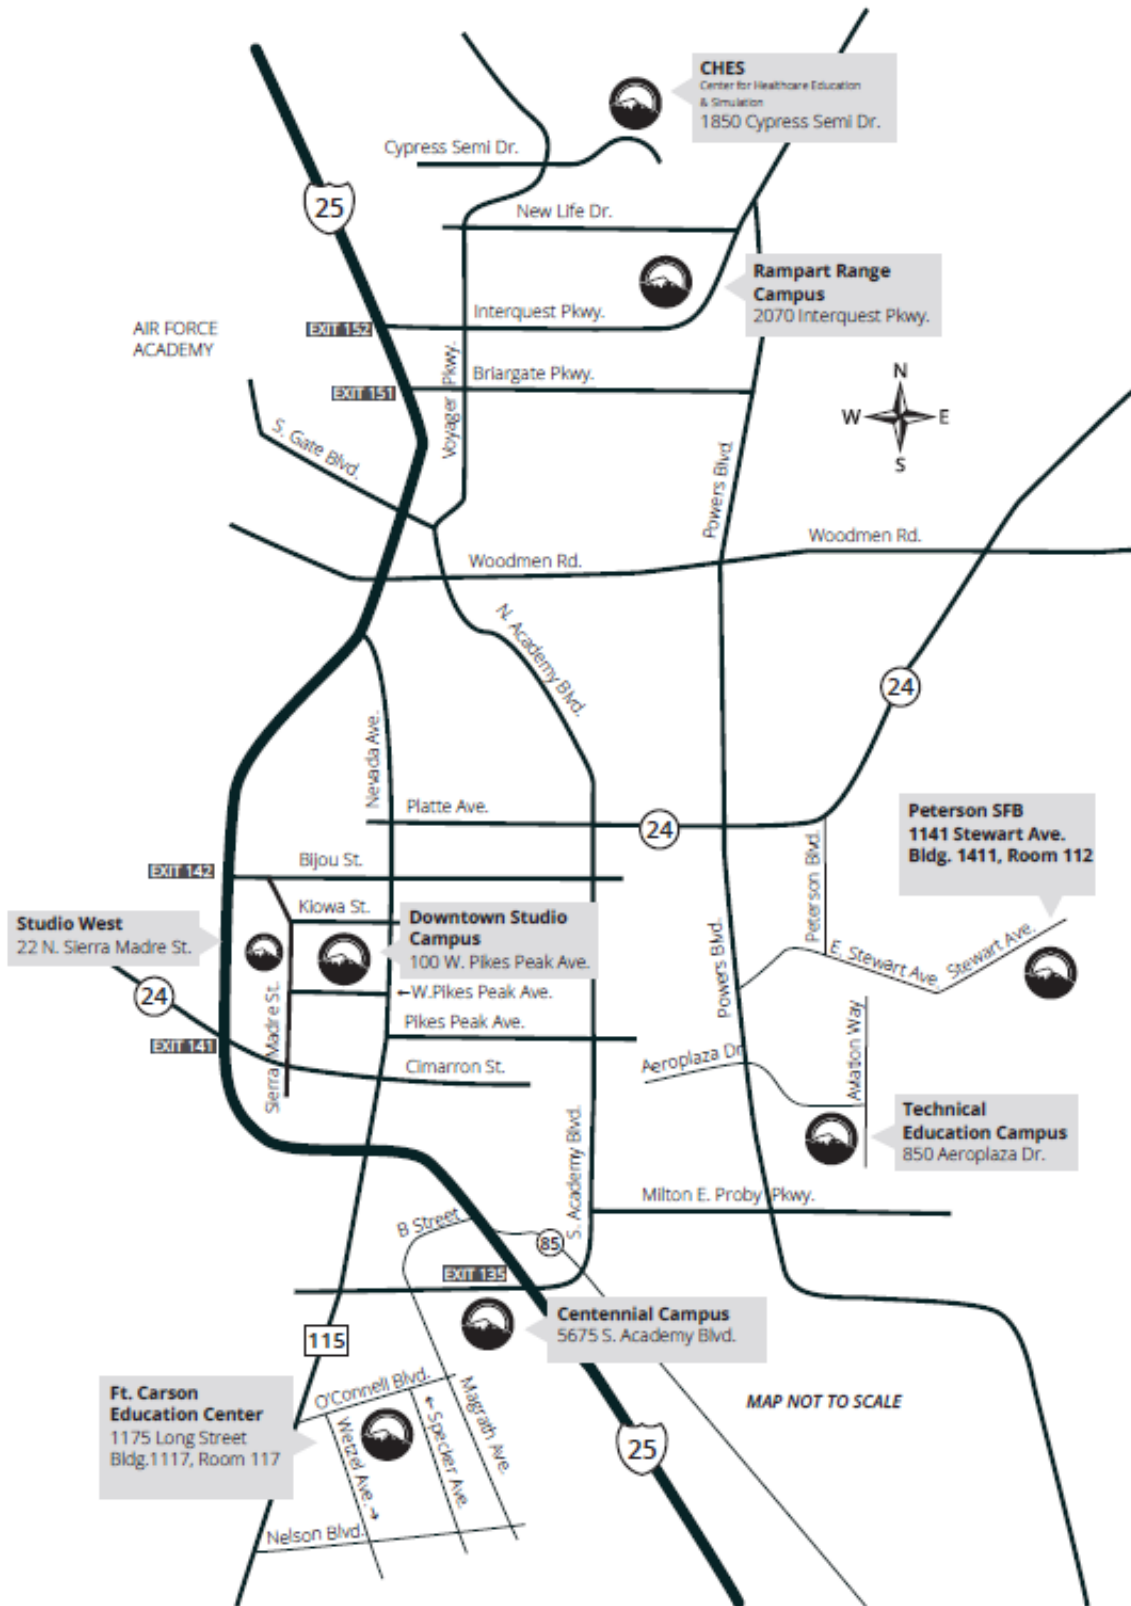 CHES
Center for Healthcare Education
& Simulation
1850 Cypress Semi Dr.
Cypress Semi Dr.
25
New Life Dr.
Rampart Range
Campus
2070 Interquest Pkwy.
Interquest Pkwy.
AIR FORCE
ACADEMY
EXIT 152
Briargate Pkwy.
EXIT 151
Voyager Pkwy.
N
W E
S
S. Gate Blvd.
Powers Blvd.
Woodmen Rd.
Woodmen Rd.
N. Academy Blvd.
24
Nevada Ave.
Platte Ave.
24
Peterson SFB
1141 Stewart Ave.
Bldg. 1411, Room 112
Peterson Blvd.
Bijou St.
EXIT 142
Kiowa St.
Studio West
22 N. Sierra Madre St.
Downtown Studio
Campus
100 W. Pikes Peak Ave.
E. Stewart Ave.
Stewart Ave.
Powers Blvd.
24
←W.Pikes Peak Ave.
Pikes Peak Ave.
EXIT 141
Sierra Madre St.
Cimarron St.
Aeroplaza Dr.
Aviation Way
Technical
Education Campus
850 Aeroplaza Dr.
S. Academy Blvd.
Milton E. Proby Pkwy.
B Street
85
EXIT 135
Centennial Campus
5675 S. Academy Blvd.
115
MAP NOT TO SCALE
Ft. Carson
Education Center
1175 Long Street
Bldg.1117, Room 117
O'Connell Blvd.
Wetzel Ave. →
← Specker Ave.
Magrath Ave.
25
Nelson Blvd.